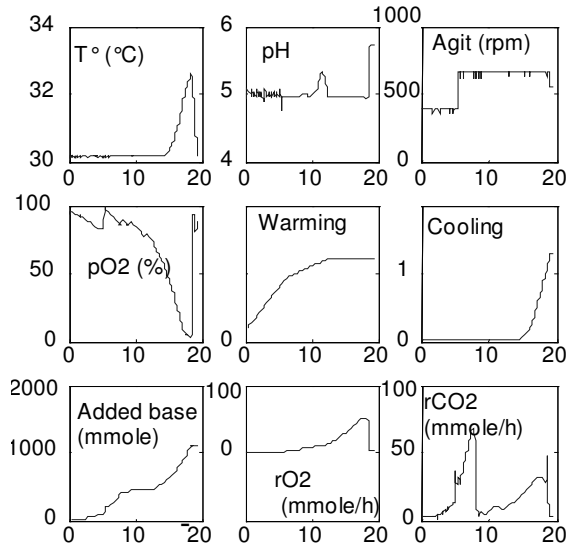 34
32
30
T° (°C)
0 10 20
6
5
4
pH
0 10 20
1000
500
0
Agit (rpm)
0 10 20
100
50
0
pO2 (%)
0 10 20
Warming
0 10 20
1
0
Cooling
0 10 20
2000
1000
0
Added base
(mmole)
0 10 20
100
0
rO2
(mmole/h)
0 10 20
100
50
0
rCO2
(mmole/h)
0 10 20